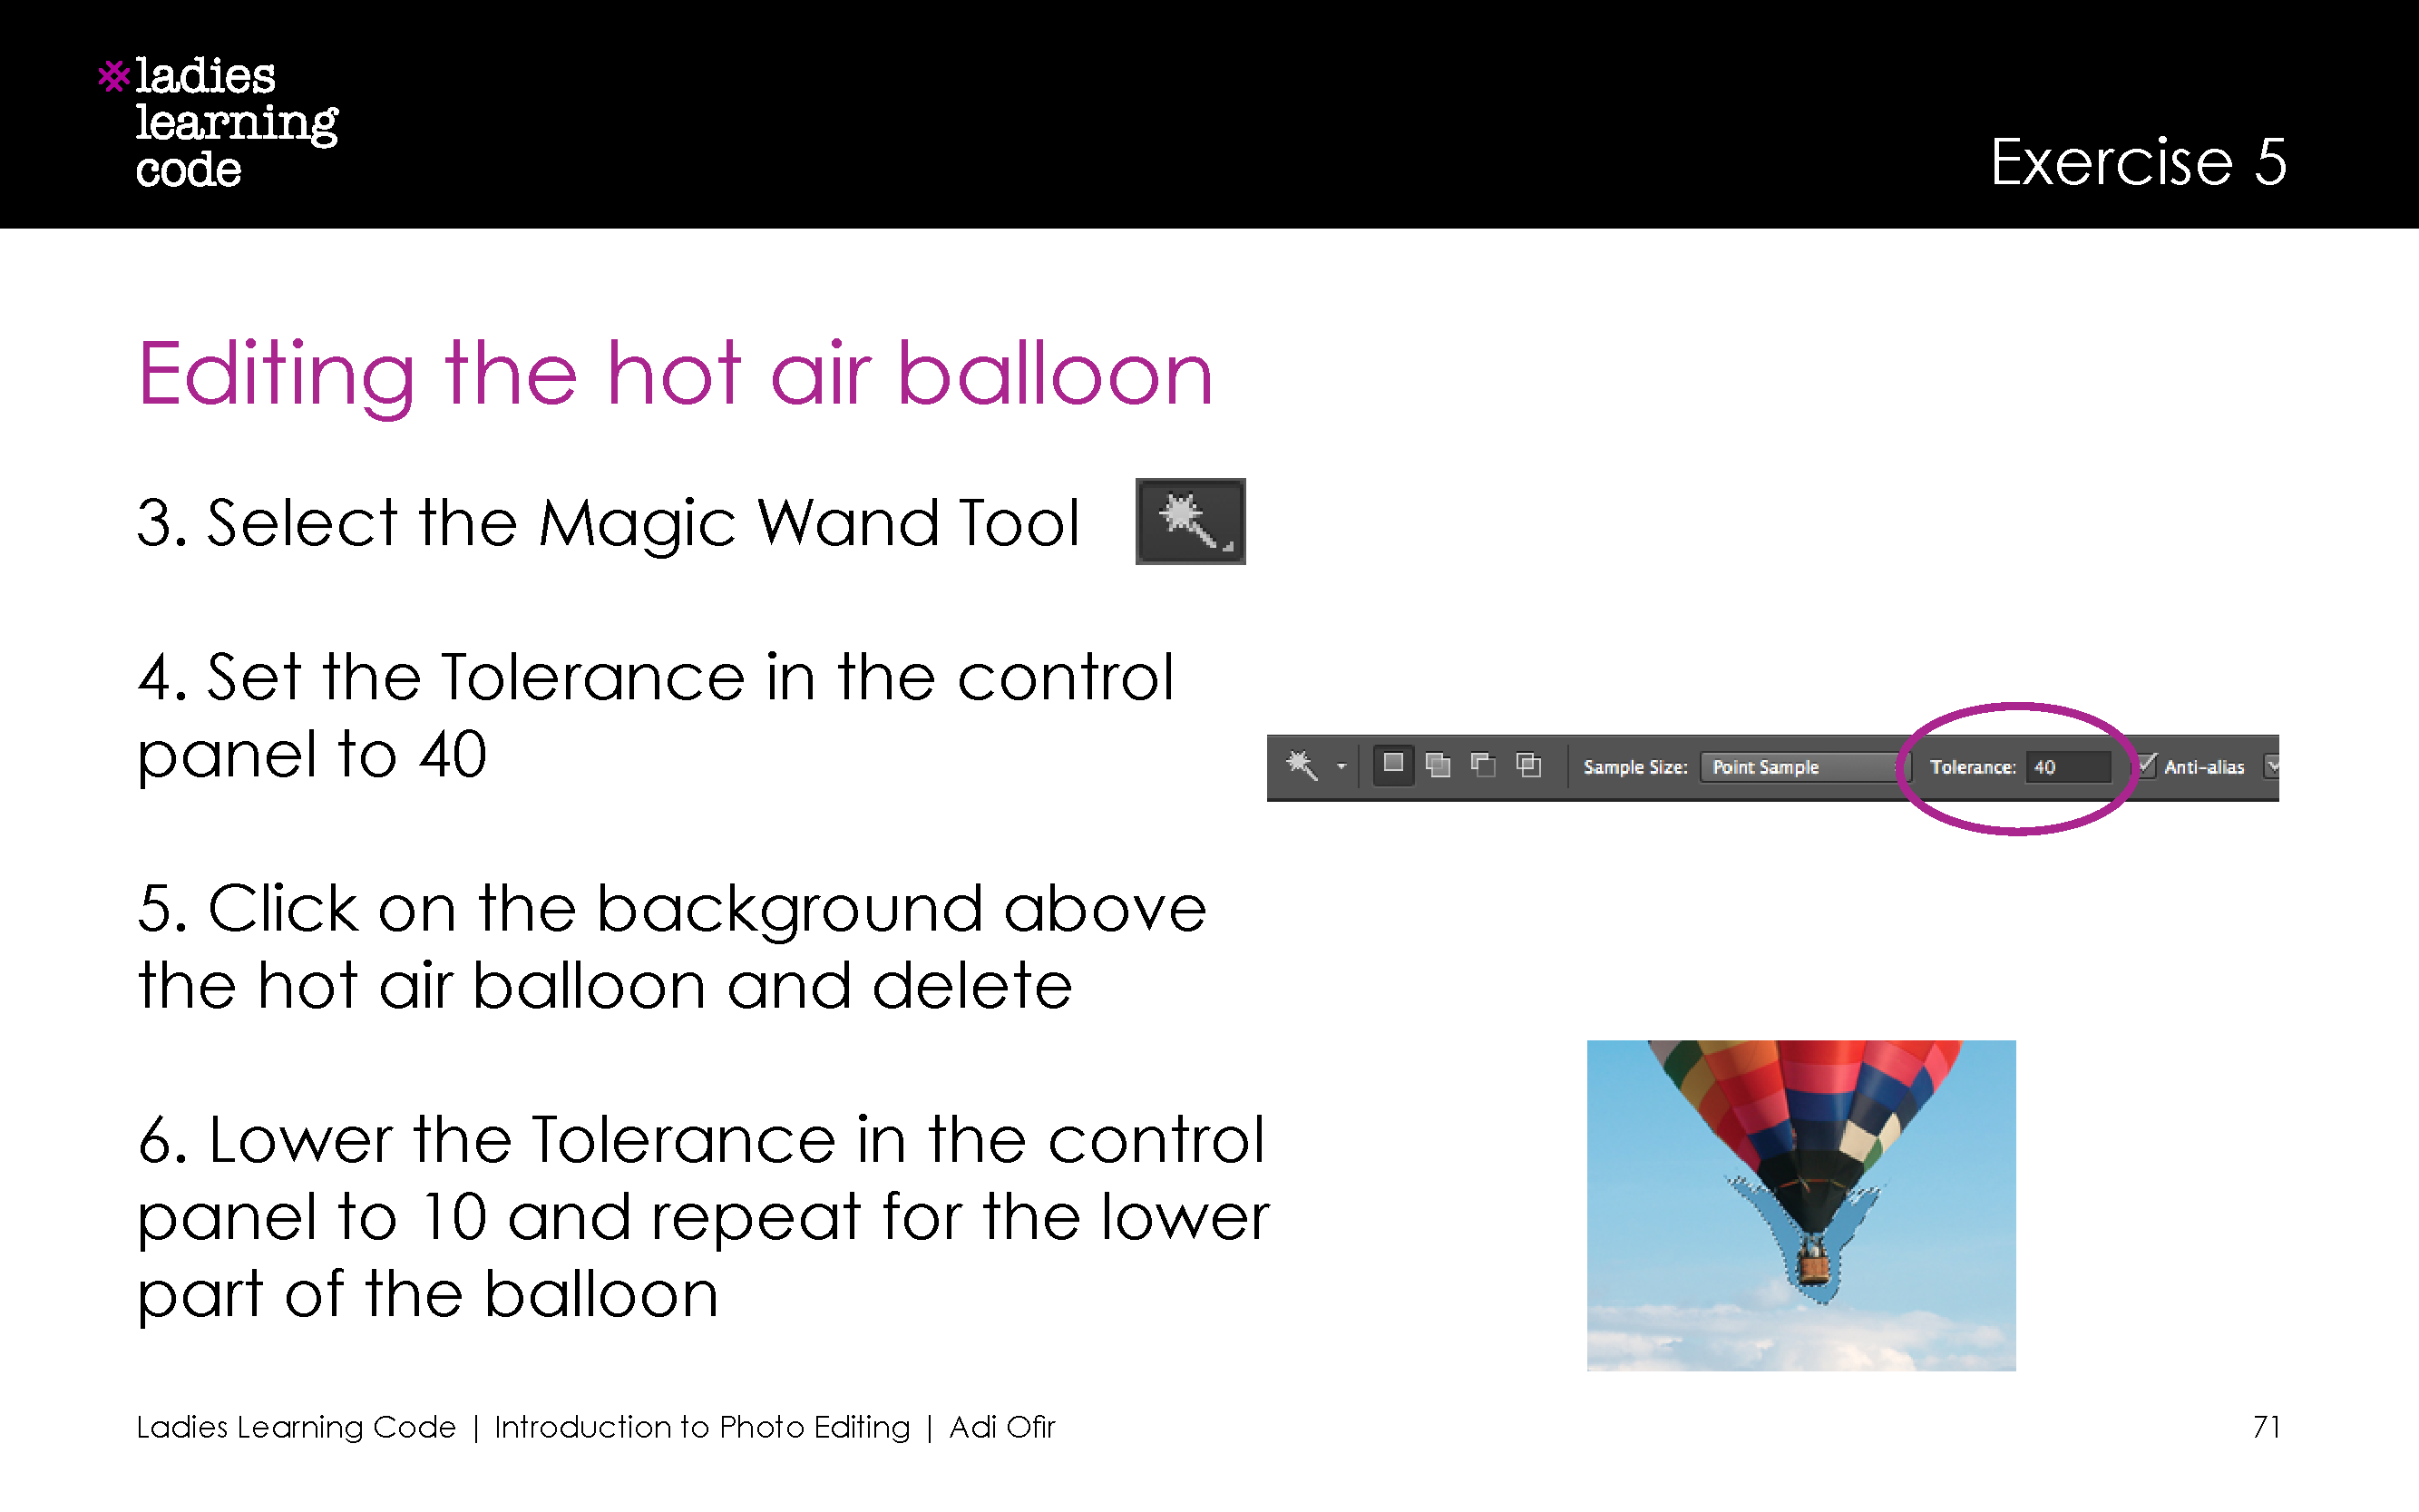 ladies
learning
code
Exercise 5
Editing the hot air balloon
3. Select the Magic Wand Tool
4. Set the Tolerance in the control
panel to 40
Sample Size: Point Sample Tolerance: 40 Anti-alias
5. Click on the background above
the hot air balloon and delete
6. Lower the Tolerance in the control
panel to 10 and repeat for the lower
part of the balloon
Ladies Learning Code | Introduction to Photo Editing | Adi Ofir
71